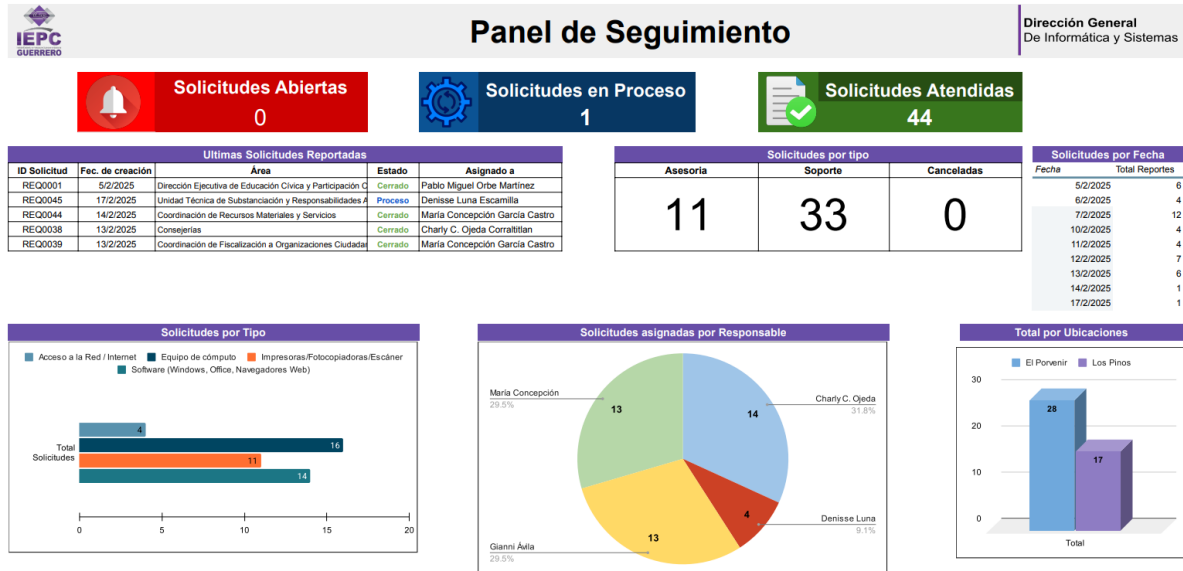 IEPC
GUERRERO
Panel de Seguimiento
Dirección General
De Informática y Sistemas
Solicitudes Abiertas
0
Solicitudes en Proceso
1
Solicitudes Atendidas
44
Ultimas Solicitudes Reportadas
ID Solicitud Fec. de creación Área Estado Asignado a
REQ0001 5/2/2025 Dirección Ejecutiva de Educación Cívica y Participación C Cerrado Pablo Miguel Orbe Martínez
REQ0045 17/2/2025 Unidad Técnica de Substanciación y Responsabilidades A Proceso Denisse Luna Escamilla
REQ0044 14/2/2025 Coordinación de Recursos Materiales y Servicios Cerrado María Concepción García Castro
REQ0038 13/2/2025 Consejerías Cerrado Charly C. Ojeda Corraltitlan
REQ0039 13/2/2025 Coordinación de Fiscalización a Organizaciones Ciudadan Cerrado María Concepción García Castro
Solicitudes por tipo
Asesoria Soporte Canceladas
11 33 0
Solicitudes por Fecha
Fecha Total Reportes
5/2/2025 6
6/2/2025 4
7/2/2025 12
10/2/2025 4
11/2/2025 4
12/2/2025 7
13/2/2025 6
14/2/2025 1
17/2/2025 1
Solicitudes por Tipo
Acceso a la Red / Internet Equipo de cómputo Impresoras/Fotocopiadoras/Escáner
Software (Windows, Office, Navegadores Web)
Total
Solicitudes
4
16
11
14
0 5 10 15 20
Solicitudes asignadas por Responsable
María Concepción
29.5%
13
Charly C. Ojeda
31.8%
14
Denisse Luna
9.1%
4
Gianni Ávila
29.5%
13
Total por Ubicaciones
El Porvenir Los Pinos
30
20
10
0
28
17
Total